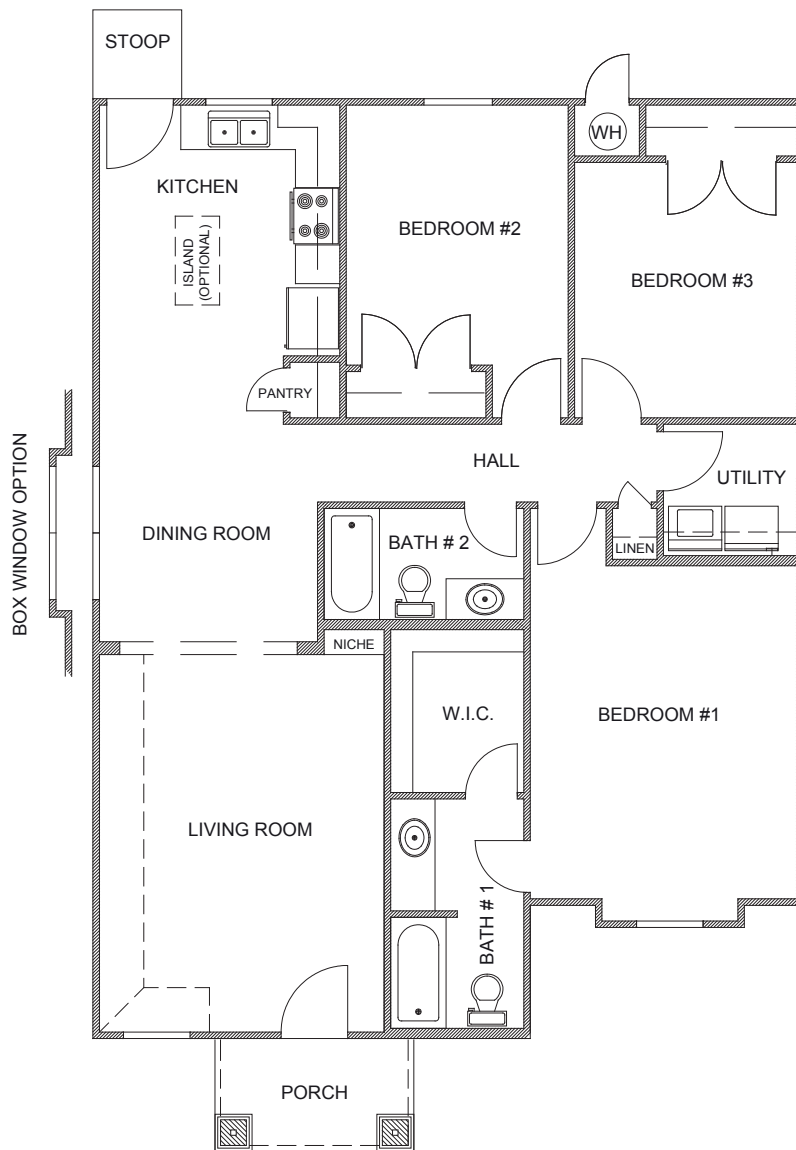 STOOP
WH
KITCHEN
ISLAND
(OPTIONAL)
BEDROOM #2
BEDROOM #3
PANTRY
HALL
UTILITY
BOX WINDOW OPTION
DINING ROOM
BATH # 2
LINEN
NICHE
W.I.C.
BEDROOM #1
LIVING ROOM
BATH # 1
PORCH